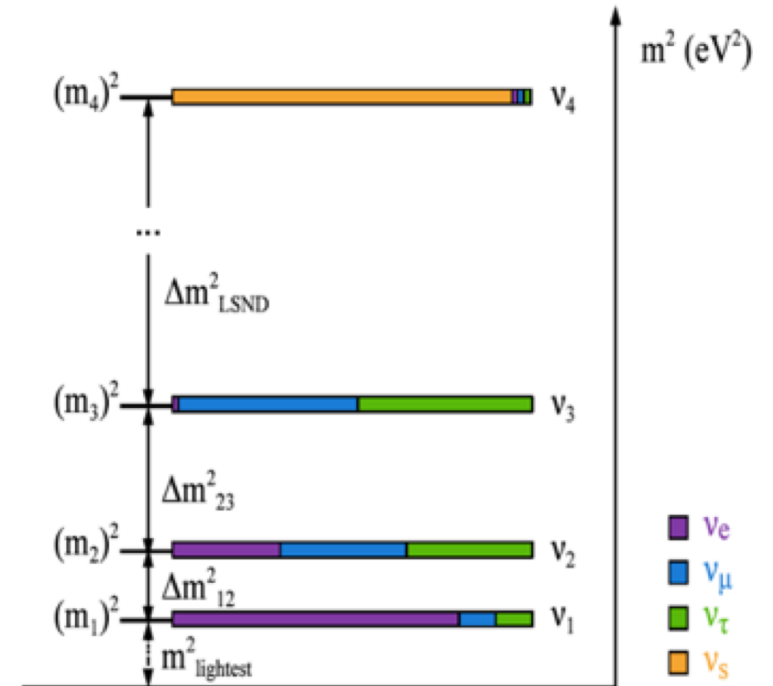 m² (eV²)
(m₄)² ν₄
...
Δm²LSND
(m₃)² ν₃
Δm²₂₃
(m₂)² ν₂
Δm²₁₂
(m₁)² ν₁
m²lightest
νe
νμ
ντ
νs